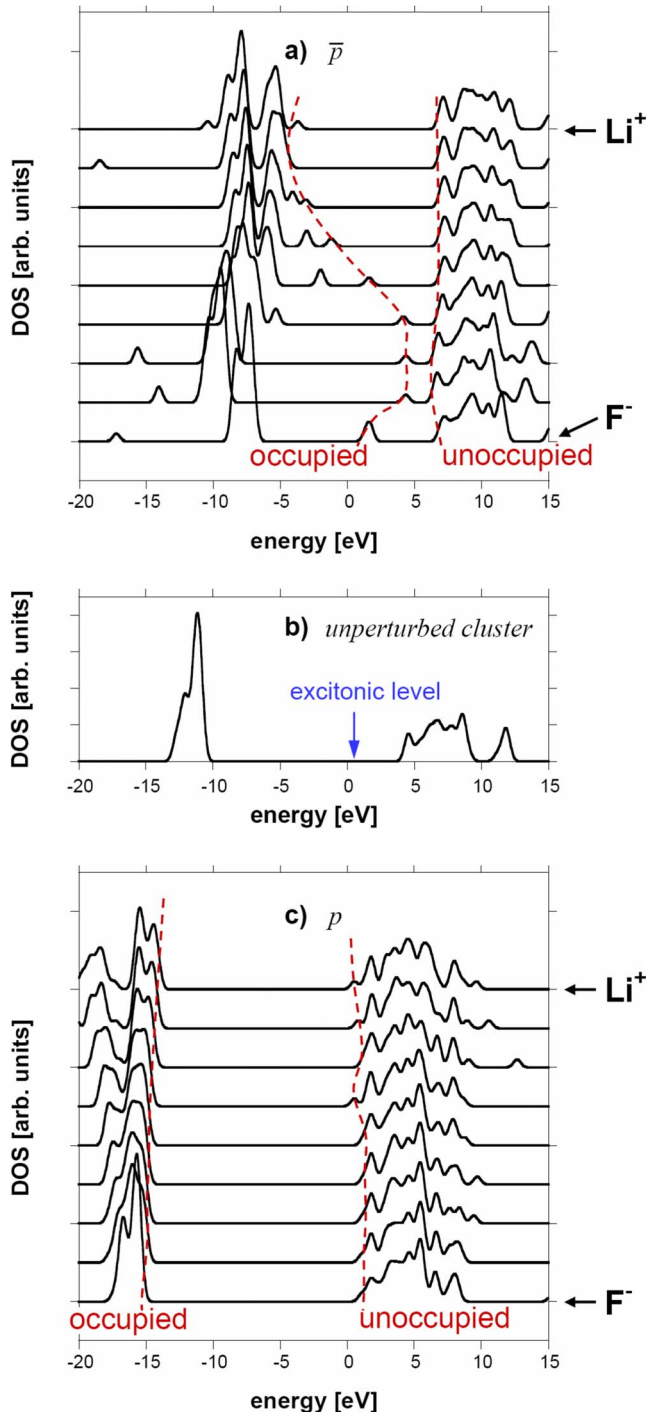 a) p̅
Li⁺
DOS [arb. units]
F⁻
occupied unoccupied
-20 -15 -10 -5 0 5 10 15
energy [eV]
b) unperturbed cluster
DOS [arb. units]
excitonic level
-20 -15 -10 -5 0 5 10 15
energy [eV]
c) p
Li⁺
DOS [arb. units]
F⁻
occupied unoccupied
-20 -15 -10 -5 0 5 10 15
energy [eV]